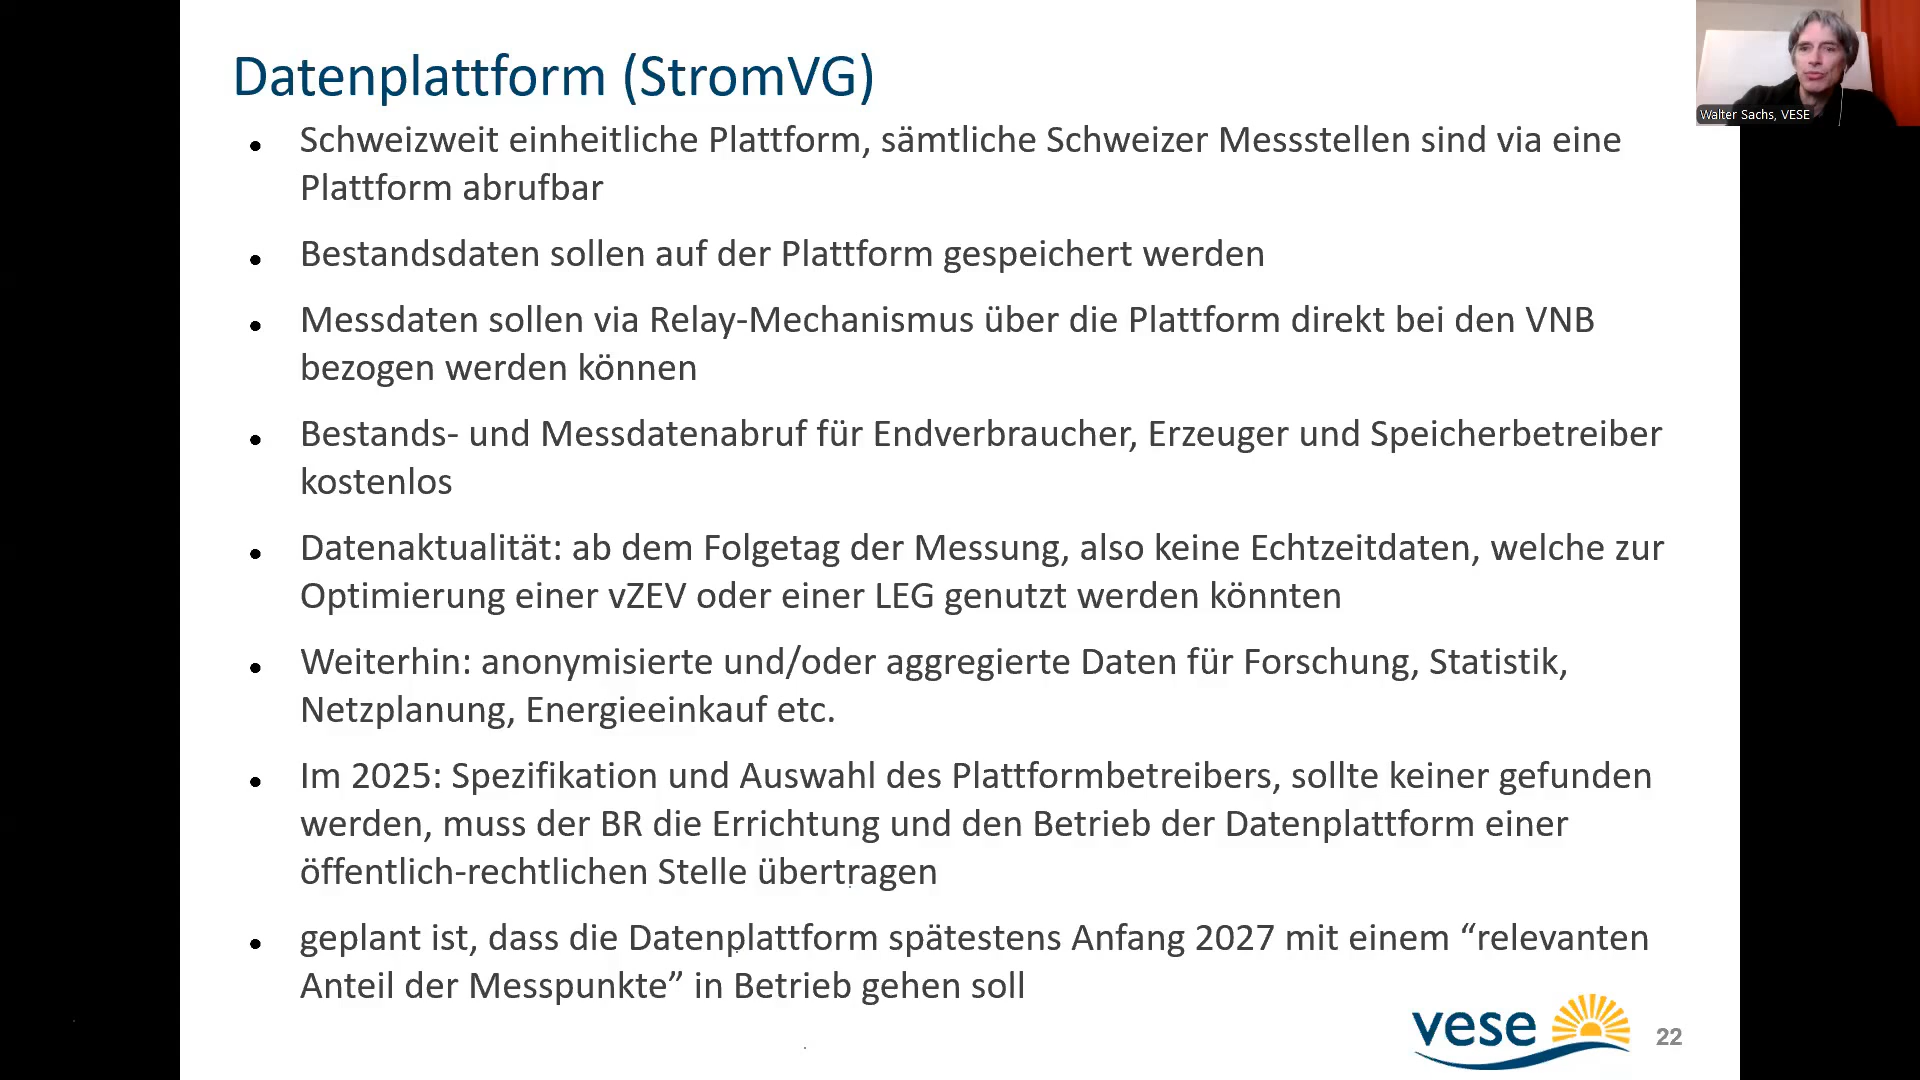 Datenplattform (StromVG)
Walter Sachs, VESE
Schweizweit einheitliche Plattform, sämtliche Schweizer Messstellen sind via eine
Plattform abrufbar
Bestandsdaten sollen auf der Plattform gespeichert werden
Messdaten sollen via Relay-Mechanismus über die Plattform direkt bei den VNB
bezogen werden können
Bestands- und Messdatenabruf für Endverbraucher, Erzeuger und Speicherbetreiber
kostenlos
Datenaktualität: ab dem Folgetag der Messung, also keine Echtzeitdaten, welche zur
Optimierung einer vZEV oder einer LEG genutzt werden könnten
Weiterhin: anonymisierte und/oder aggregierte Daten für Forschung, Statistik,
Netzplanung, Energieeinkauf etc.
Im 2025: Spezifikation und Auswahl des Plattformbetreibers, sollte keiner gefunden
werden, muss der BR die Errichtung und den Betrieb der Datenplattform einer
öffentlich-rechtlichen Stelle übertragen
geplant ist, dass die Datenplattform spätestens Anfang 2027 mit einem “relevanten
Anteil der Messpunkte” in Betrieb gehen soll
vese
22